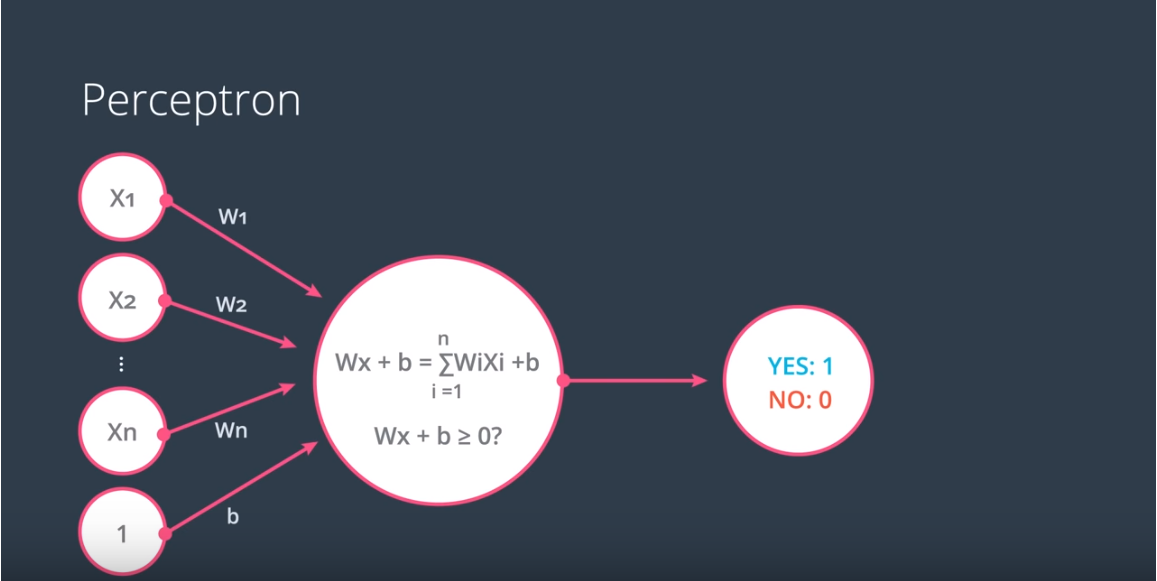 Perceptron
X1
W1
X2
W2
⋮
Xn
Wn
1
b
n
Wx + b = ∑WiXi +b
i =1
Wx + b ≥ 0?
YES: 1
NO: 0